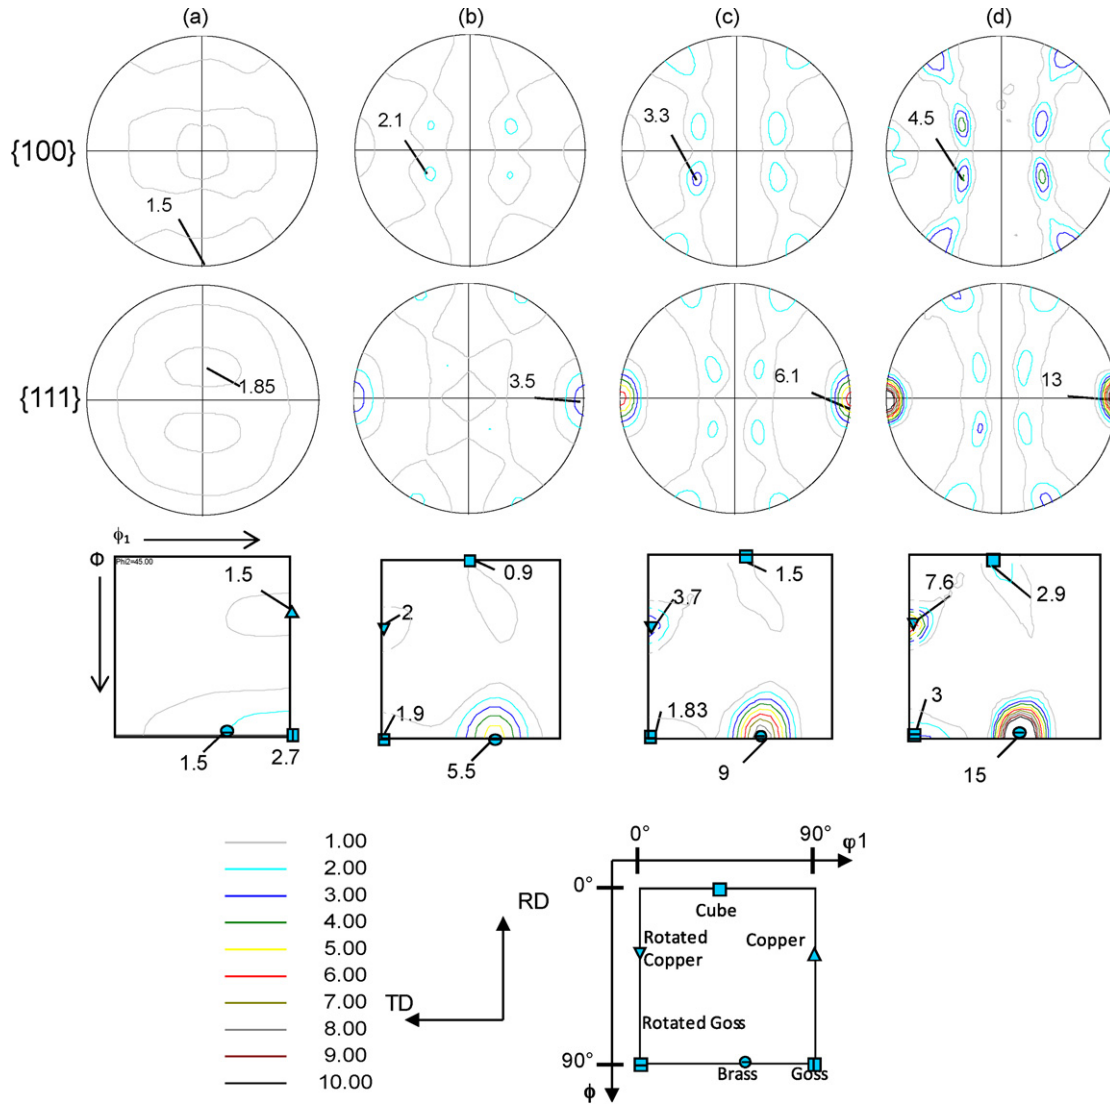 (a) (b) (c) (d)
{100}
1.5
2.1
3.3
4.5
{111}
1.85
3.5
6.1
13
ϕ1
Φ
Phi2=45.00
1.5
1.5
2.7
0.9
2
1.9
5.5
1.5
3.7
1.83
9
7.6
2.9
3
15
1.00
2.00
3.00
4.00
5.00
6.00
7.00
8.00
9.00
10.00
RD
TD
0° 90°
φ1
0°
Cube
Rotated
Copper
Copper
Rotated Goss
90°
Brass Goss
ϕ